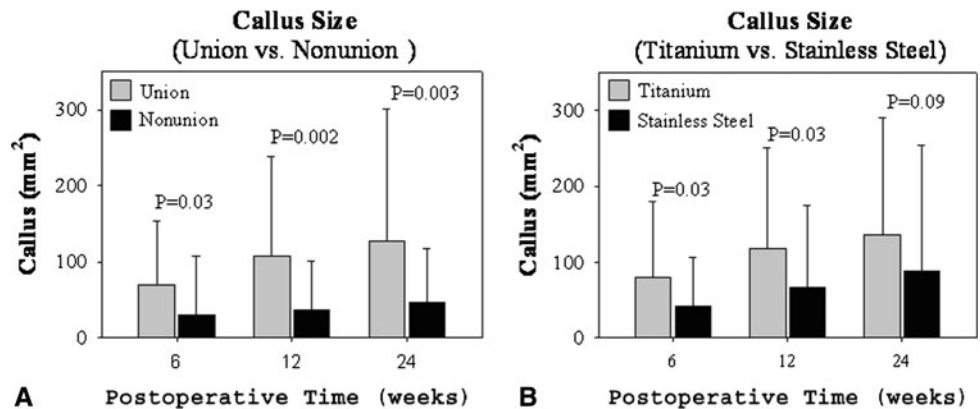 Callus Size
(Union vs. Nonunion )
Union
Nonunion
P=0.03
P=0.002
P=0.003
300
200
100
0
Callus (mm²)
6 12 24
A Postoperative Time (weeks)
Callus Size
(Titanium vs. Stainless Steel)
Titanium
Stainless Steel
P=0.03
P=0.03
P=0.09
300
200
100
0
Callus (mm²)
6 12 24
B Postoperative Time (weeks)